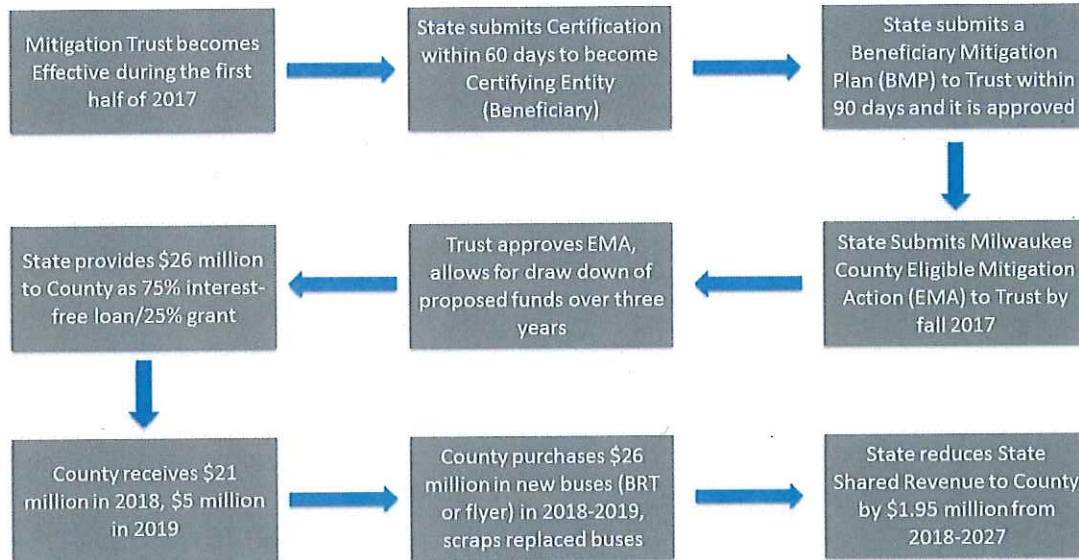 Mitigation Trust becomes
Effective during the first
half of 2017
State submits Certification
within 60 days to become
Certifying Entity
(Beneficiary)
State submits a
Beneficiary Mitigation
Plan (BMP) to Trust within
90 days and it is approved
State Submits Milwaukee
County Eligible Mitigation
Action (EMA) to Trust by
fall 2017
Trust approves EMA,
allows for draw down of
proposed funds over three
years
State provides $26 million
to County as 75% interest-
free loan/25% grant
County receives $21
million in 2018, $5 million
in 2019
County purchases $26
million in new buses (BRT
or flyer) in 2018-2019,
scraps replaced buses
State reduces State
Shared Revenue to County
by $1.95 million from
2018-2027